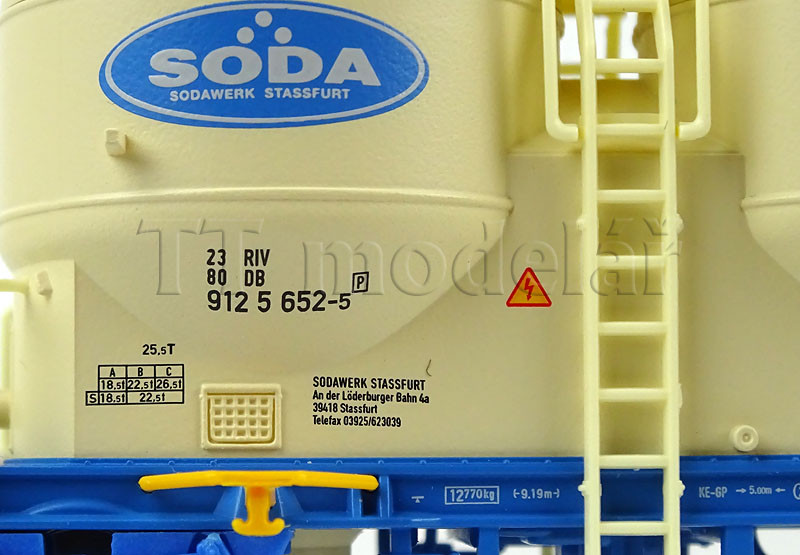 SODA
SODAWERK STASSFURT
TT modelář
23 RIV
80 DB
912 5 652-5 P
25,5T
A B C
18,5t 22,5t 26,5t
S 18,5t 22,5t
SODAWERK STASSFURT
An der Löderburger Bahn 4a
39418 Stassfurt
Telefax 03925/623039
12770kg (-9.19m-) KE-GP 5.00m